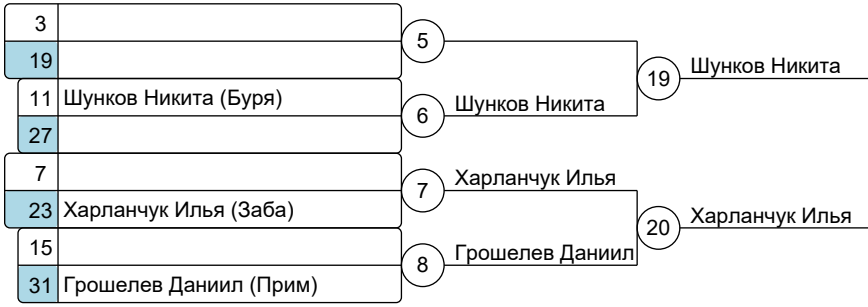 3
5
19
19 Шунков Никита
11 Шунков Никита (Буря)
6 Шунков Никита
27
7
7 Харланчук Илья
23 Харланчук Илья (Заба)
20 Харланчук Илья
15
8 Грошелев Даниил
31 Грошелев Даниил (Прим)